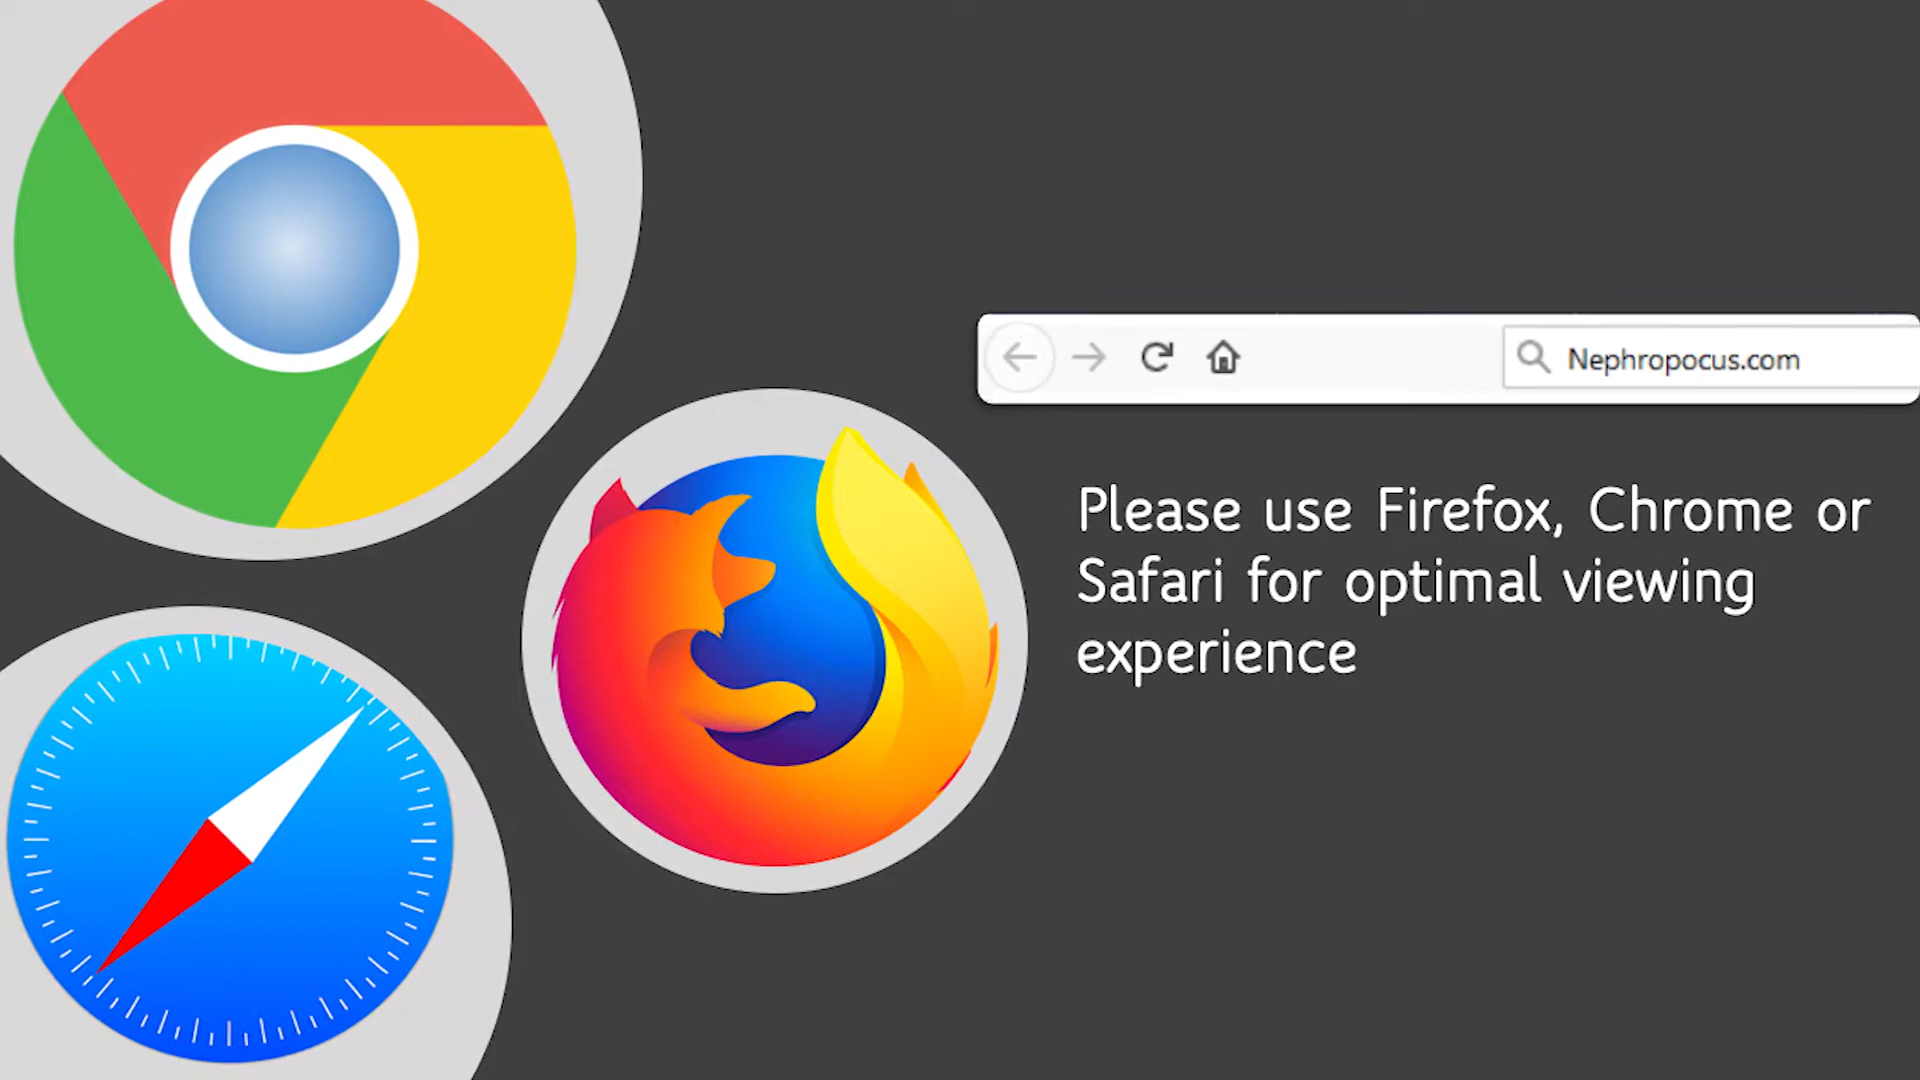 Nephropocus.com
Please use Firefox, Chrome or
Safari for optimal viewing
experience